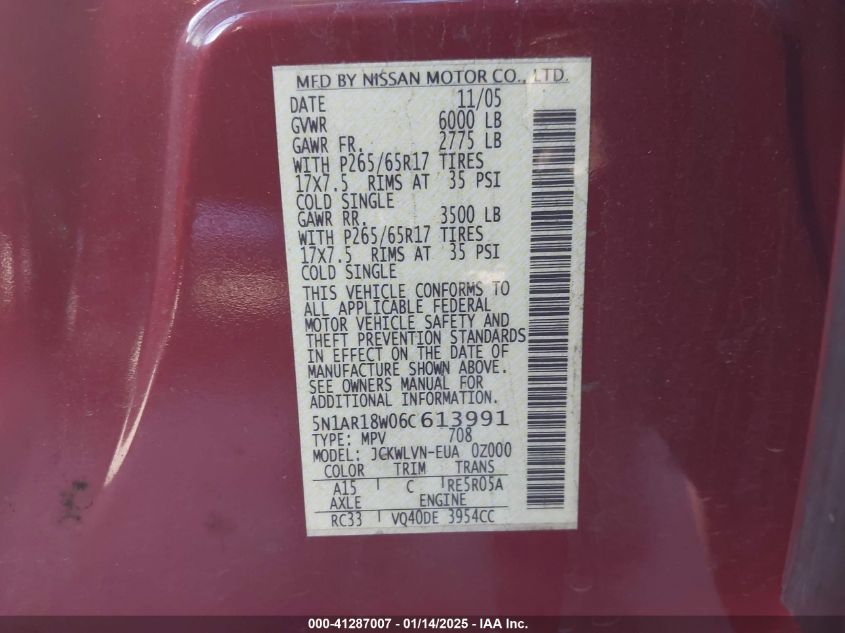 MFD BY NISSAN MOTOR CO., LTD.
DATE 11/05
GVWR 6000 LB
GAWR FR. 2775 LB
WITH P265/65R17 TIRES
17X7.5 RIMS AT 35 PSI
COLD SINGLE
GAWR RR. 3500 LB
WITH P265/65R17 TIRES
17X7.5 RIMS AT 35 PSI
COLD SINGLE
THIS VEHICLE CONFORMS TO
ALL APPLICABLE FEDERAL
MOTOR VEHICLE SAFETY AND
THEFT PREVENTION STANDARDS
IN EFFECT ON THE DATE OF
MANUFACTURE SHOWN ABOVE.
SEE OWNERS MANUAL FOR
ADDITIONAL INFORMATION.
5N1AR18W06C613991
TYPE: MPV 708
MODEL: JCKWLVN-EUA 0Z000
COLOR TRIM TRANS
A15 C RE5R05A
AXLE ENGINE
RC33 VQ40DE 3954CC
000-41287007 - 01/14/2025 - IAA Inc.